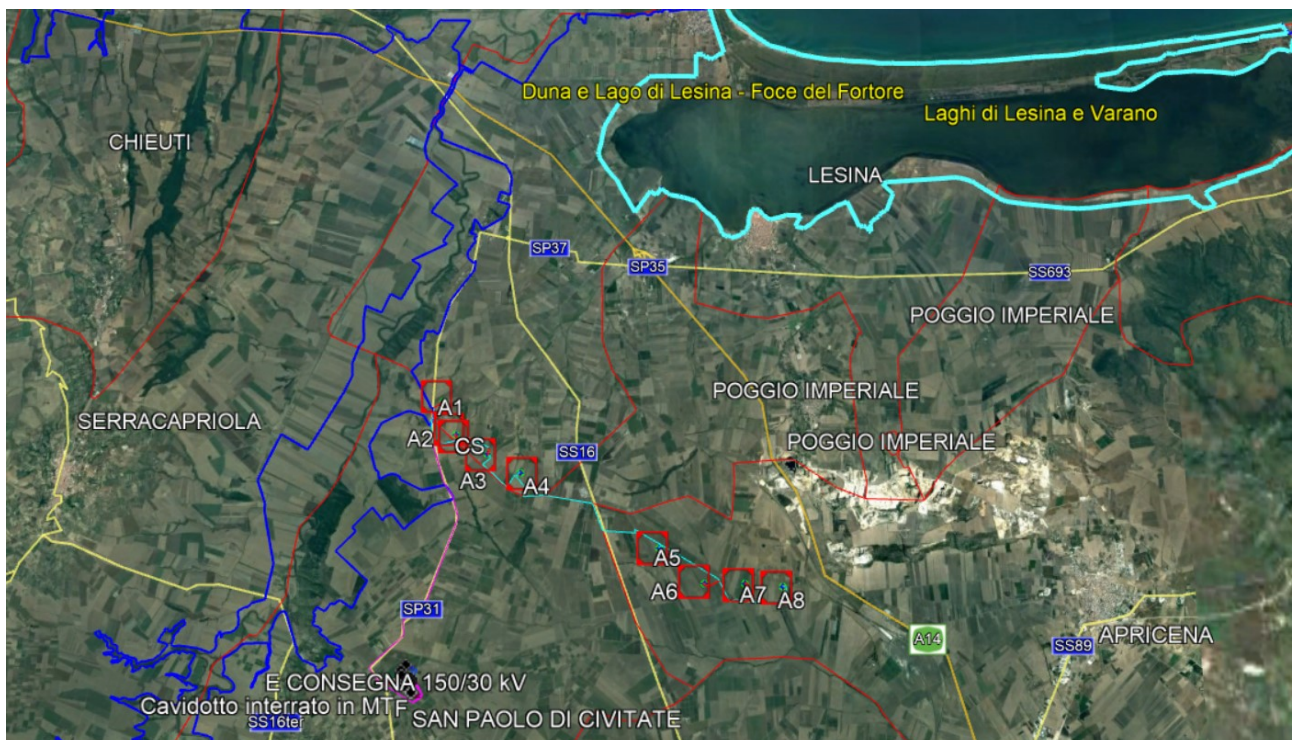 Duna e Lago di Lesina - Foce del Fortore
Laghi di Lesina e Varano
CHIEUTI
LESINA
SP37
SP35
SS693
POGGIO IMPERIALE
POGGIO IMPERIALE
POGGIO IMPERIALE
SERRACAPRIOLA
A1
A2
CS
A3
A4
SS16
A5
A6
A7
A8
SP31
A14
SS89
APRICENA
E CONSEGNA 150/30 kV
Cavidotto interrato in MT
SS16ter
SAN PAOLO DI CIVITATE